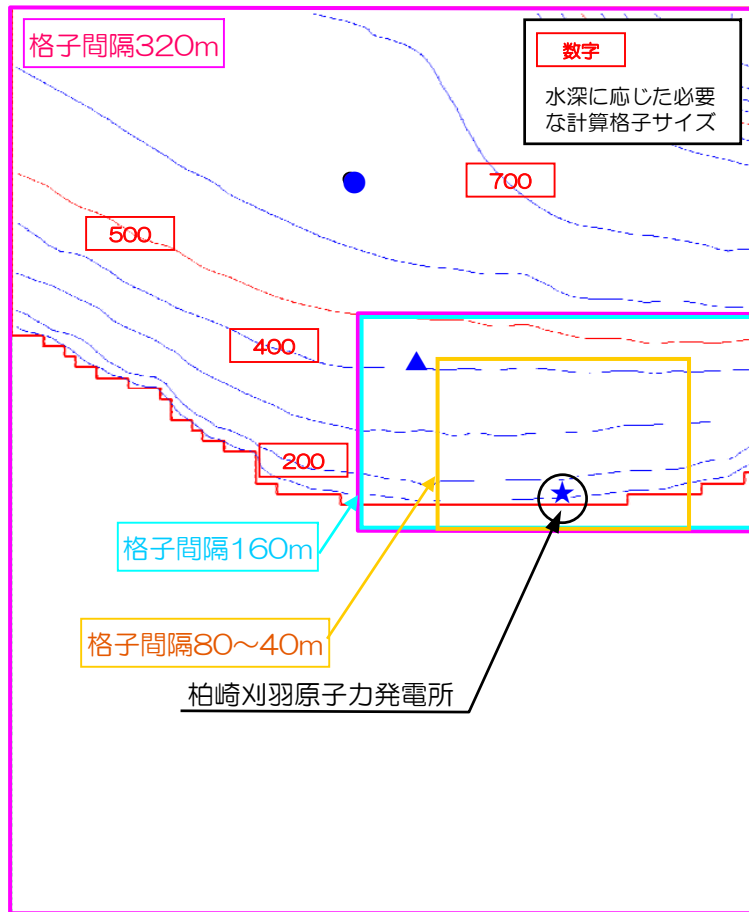 格子間隔320m
数字
水深に応じた必要
な計算格子サイズ
700
500
400
200
格子間隔160m
格子間隔80～40m
柏崎刈羽原子力発電所